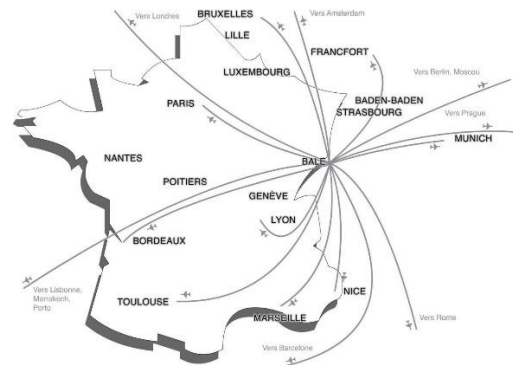 Vers Londres
BRUXELLES
Vers Amsterdam
LILLE
FRANCFORT
LUXEMBOURG
Vers Berlin, Moscou
PARIS
BADEN-BADEN
STRASBOURG
Vers Prague
MUNICH
NANTES
BALE
POITIERS
GENÈVE
LYON
BORDEAUX
Vers Lisbonne,
Marrakech,
Porto
TOULOUSE
NICE
MARSEILLE
Vers Rome
Vers Barcelone